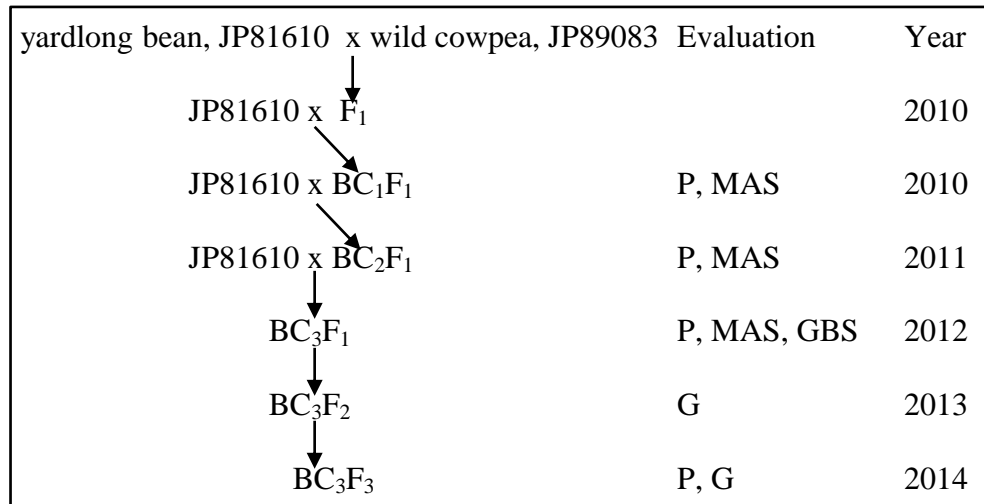 yardlong bean, JP81610 x wild cowpea, JP89083 Evaluation Year
JP81610 x F₁ 2010
JP81610 x BC₁F₁ P, MAS 2010
JP81610 x BC₂F₁ P, MAS 2011
BC₃F₁ P, MAS, GBS 2012
BC₃F₂ G 2013
BC₃F₃ P, G 2014